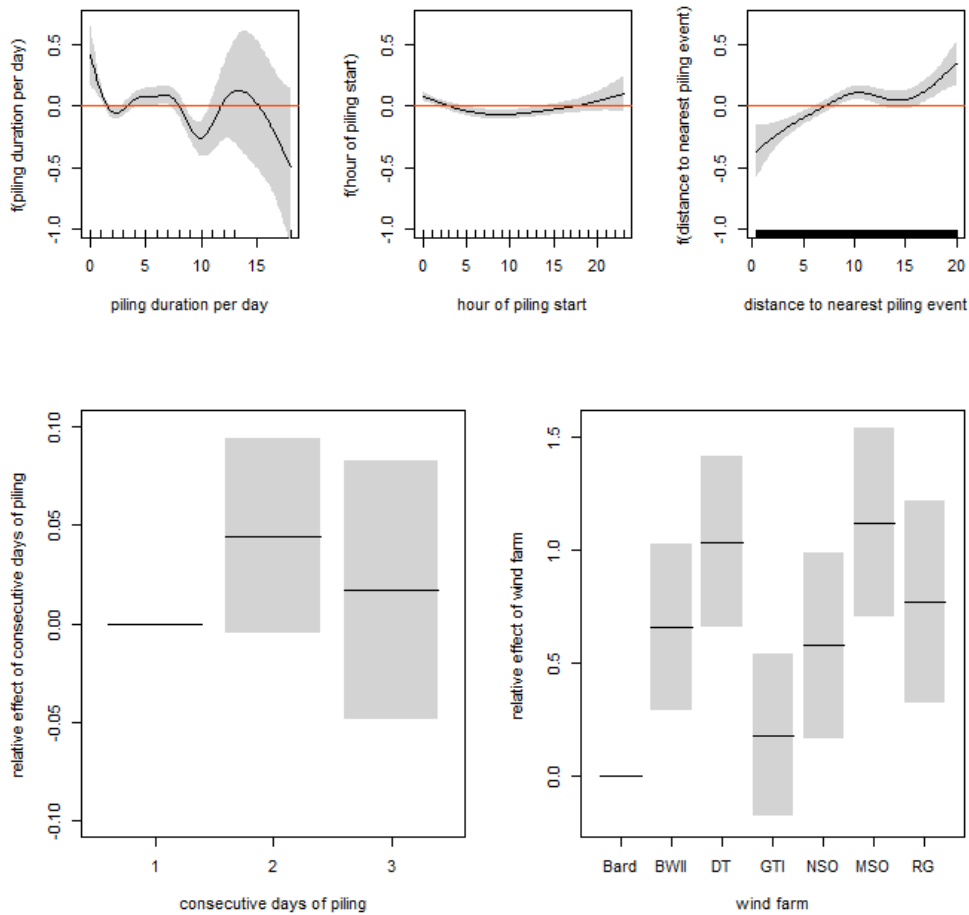 f(piling duration per day)
0.5
0.0
-0.5
-1.0
0 5 10 15
piling duration per day
f(hour of piling start)
0.5
0.0
-0.5
-1.0
0 5 10 15 20
hour of piling start
f(distance to nearest piling event)
0.5
0.0
-0.5
-1.0
0 5 10 15 20
distance to nearest piling event
relative effect of consecutive days of piling
0.10
0.05
0.00
-0.05
-0.10
1 2 3
consecutive days of piling
relative effect of wind farm
1.5
1.0
0.5
0.0
Bard BWII DT GTI NSO MSO RG
wind farm